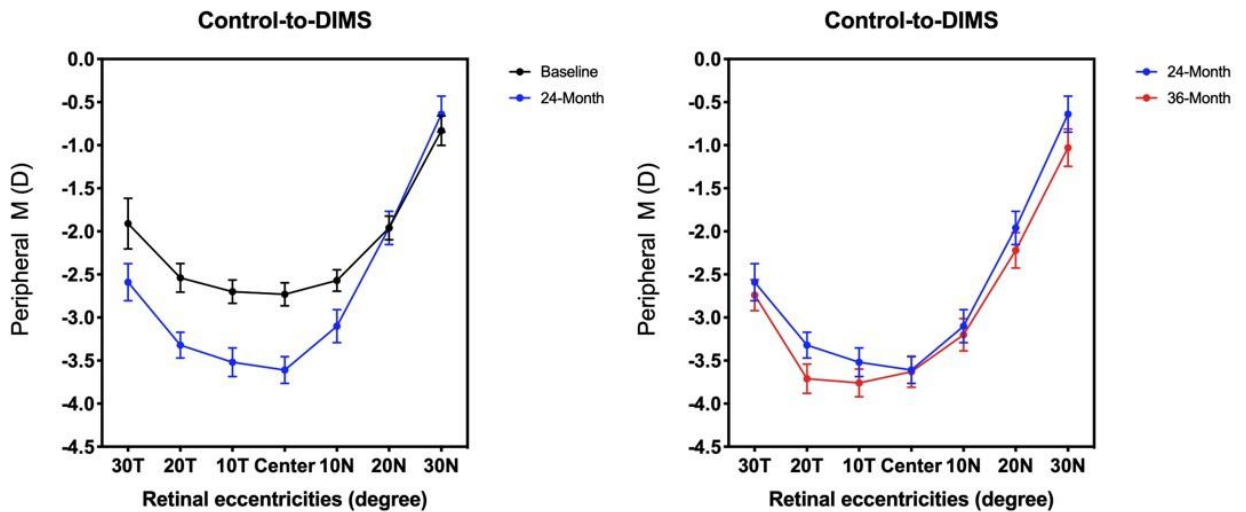 Control-to-DIMS
0.0
-0.5
-1.0
-1.5
-2.0
-2.5
-3.0
-3.5
-4.0
-4.5
Peripheral M (D)
30T 20T 10T Center 10N 20N 30N
Retinal eccentricities (degree)
Baseline
24-Month
Control-to-DIMS
0.0
-0.5
-1.0
-1.5
-2.0
-2.5
-3.0
-3.5
-4.0
-4.5
Peripheral M (D)
30T 20T 10T Center 10N 20N 30N
Retinal eccentricities (degree)
24-Month
36-Month